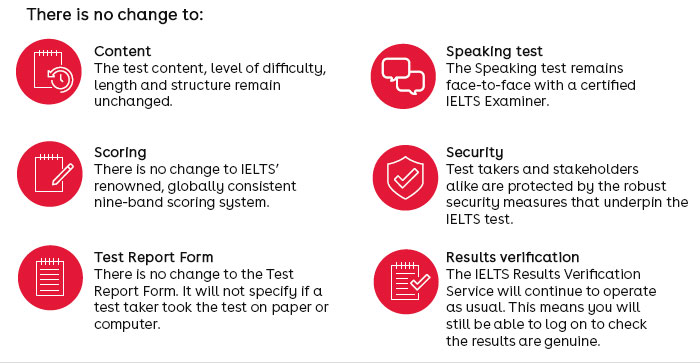 There is no change to:
Content
The test content, level of difficulty,
length and structure remain
unchanged.
Speaking test
The Speaking test remains
face-to-face with a certified
IELTS Examiner.
Scoring
There is no change to IELTS’
renowned, globally consistent
nine-band scoring system.
Security
Test takers and stakeholders
alike are protected by the robust
security measures that underpin the
IELTS test.
Test Report Form
There is no change to the Test
Report Form. It will not specify if a
test taker took the test on paper or
computer.
Results verification
The IELTS Results Verification
Service will continue to operate
as usual. This means you will
still be able to log on to check
the results are genuine.